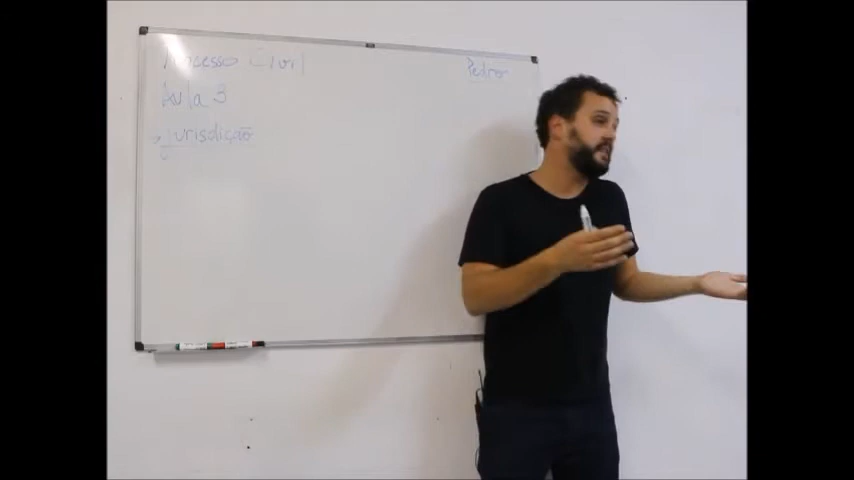 Processo Civil
Pedro
Aula 3
→ Jurisdição